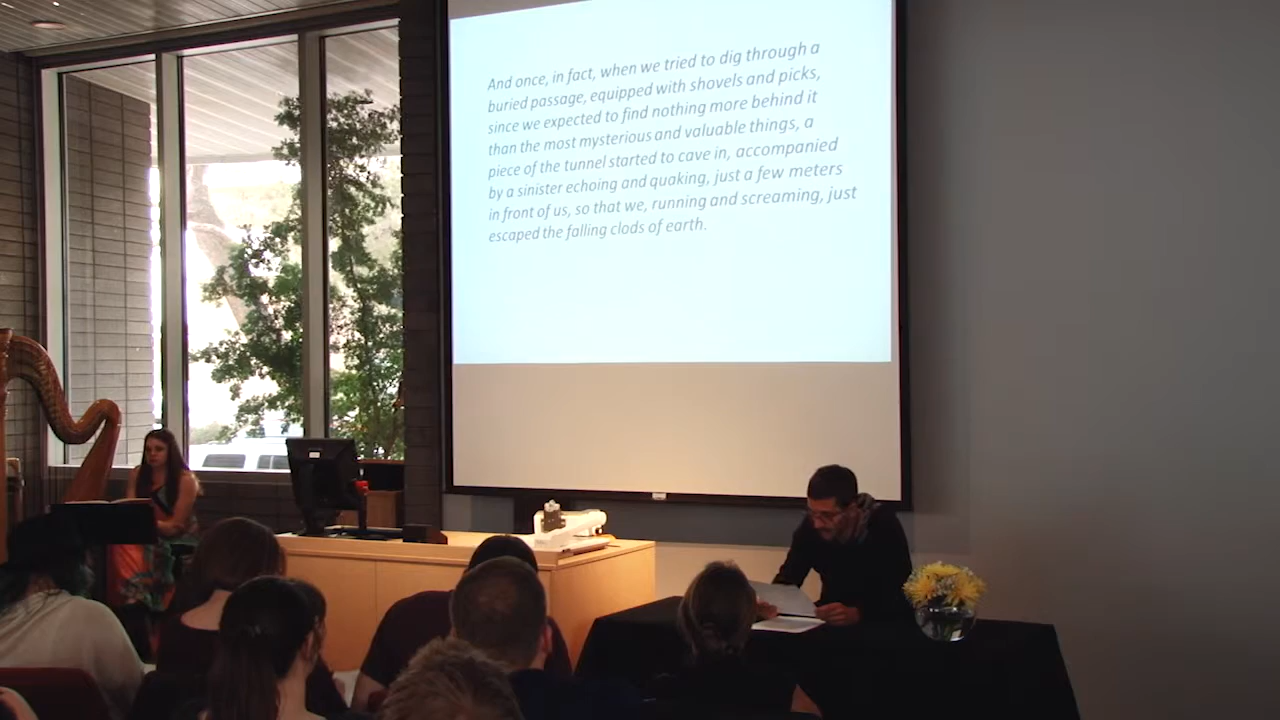 And once, in fact, when we tried to dig through a
buried passage, equipped with shovels and picks,
since we expected to find nothing more behind it
than the most mysterious and valuable things, a
piece of the tunnel started to cave in, accompanied
by a sinister echoing and quaking, just a few meters
in front of us, so that we, running and screaming, just
escaped the falling clods of earth.